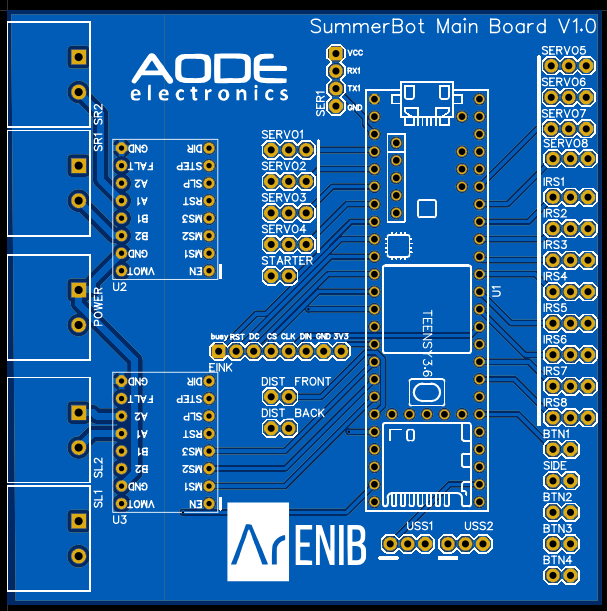 SummerBot Main Board V1.0
AODE
electronics
VCC
RX1
TX1
GND
SER1
SERVO5
SERVO6
SERVO7
SERVO8
SR1 SR2
SERVO1
SERVO2
SERVO3
SERVO4
STARTER
GND DIR
FALT STEP
A2 SLP
A1 RST
B1 MS3
B2 MS2
GND MS1
VMOT EN
U2
IRS1
IRS2
IRS3
IRS4
IRS5
IRS6
IRS7
IRS8
U1
TEENSY3.6
POWER
busy RST DC CS CLK DIN GND 3V3
EINK
DIST FRONT
DIST BACK
GND DIR
FALT STEP
A2 SLP
A1 RST
B1 MS3
B2 MS2
GND MS1
VMOT EN
U3
SL2
SL1
BTN1
SIDE
BTN2
BTN3
BTN4
USS1 USS2
Ar ENIB